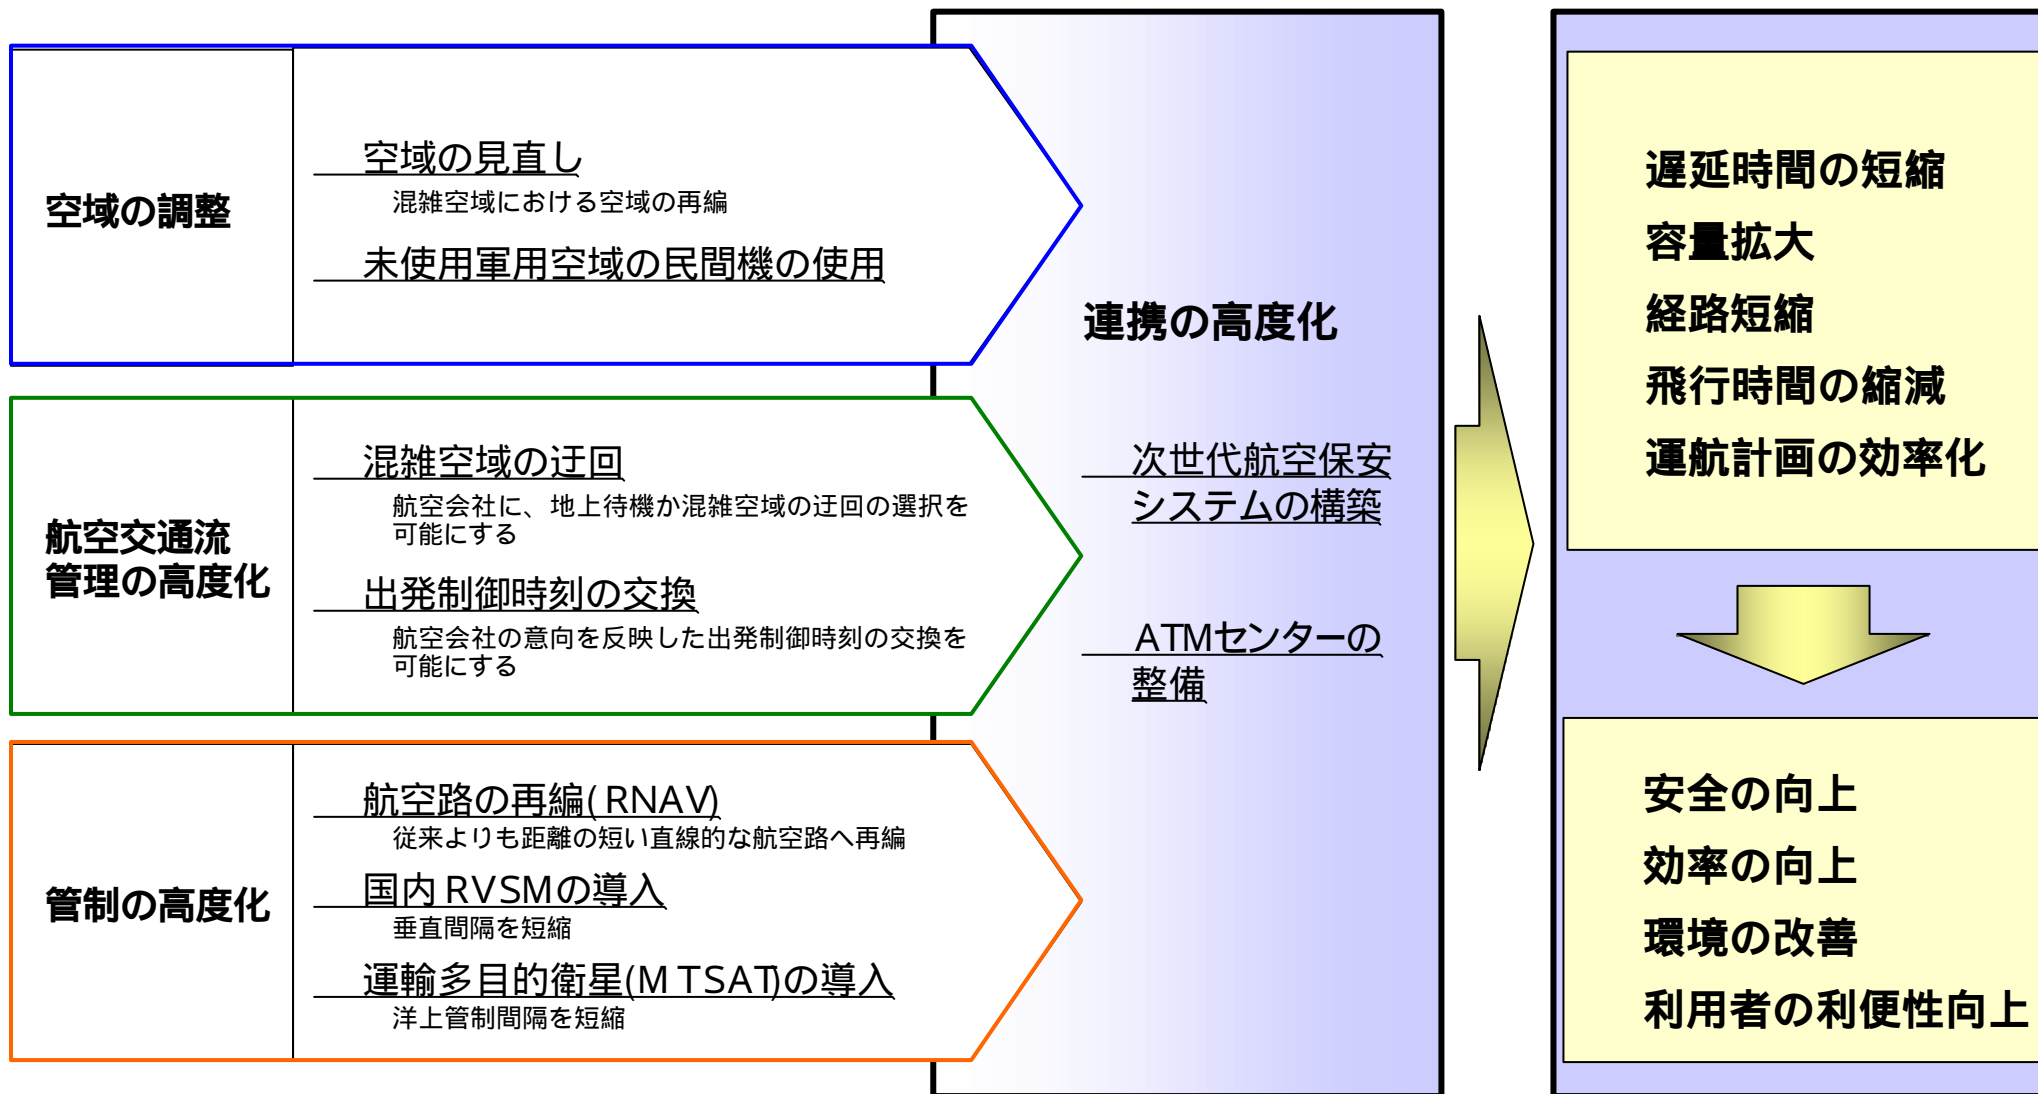 空域の調整
空域の見直し
混雑空域における空域の再編
未使用軍用空域の民間機の使用
航空交通流
管理の高度化
混雑空域の迂回
航空会社に、地上待機か混雑空域の迂回の選択を
可能にする
出発制御時刻の交換
航空会社の意向を反映した出発制御時刻の交換を
可能にする
管制の高度化
航空路の再編(RNAV)
従来よりも距離の短い直線的な航空路へ再編
国内RVSMの導入
垂直間隔を短縮
運輸多目的衛星(MTSAT)の導入
洋上管制間隔を短縮
連携の高度化
次世代航空保安
システムの構築
ATMセンターの
整備
遅延時間の短縮
容量拡大
経路短縮
飛行時間の縮減
運航計画の効率化
安全の向上
効率の向上
環境の改善
利用者の利便性向上